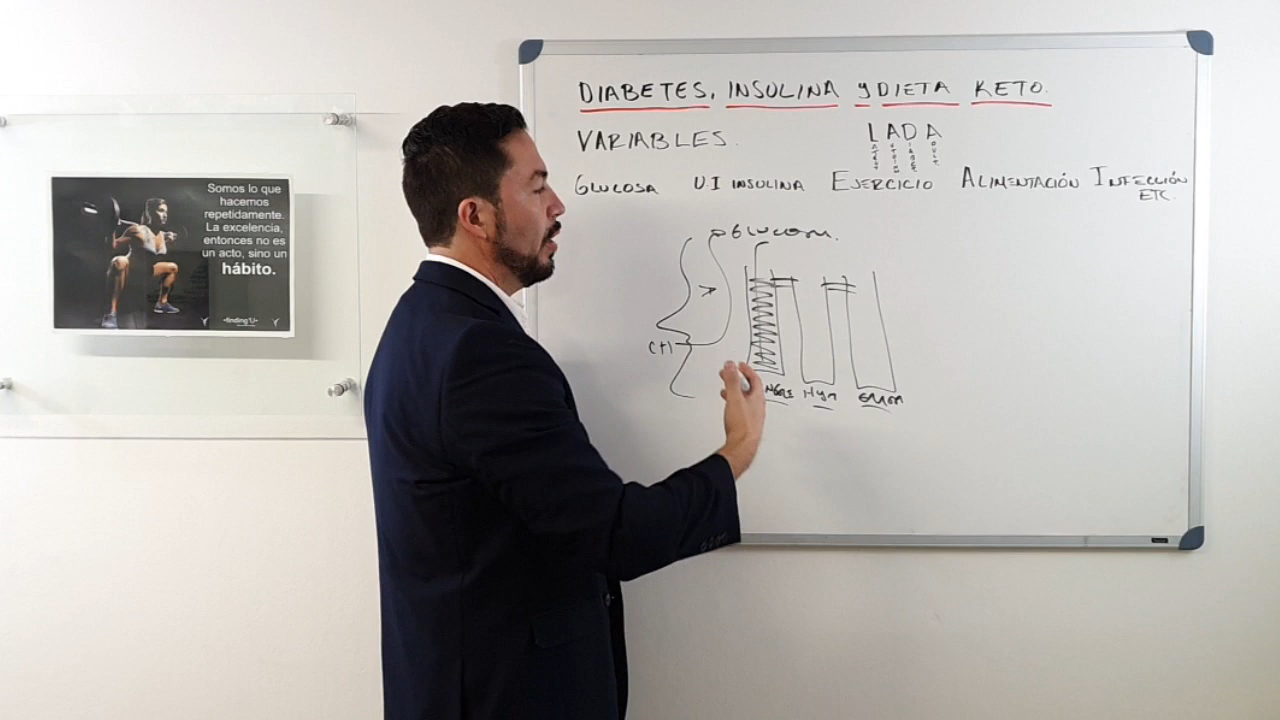 Somos lo que
hacemos
repetidamente.
La excelencia,
entonces no es
un acto, sino un
hábito.
•finding'U•
DIABETES, INSULINA y DIETA KETO.
VARIABLES.
LADA
GLUCOSA U.I INSULINA EJERCICIO ALIMENTACIÓN INFECCIÓN
ETC.
GLUCOSA.
(+)